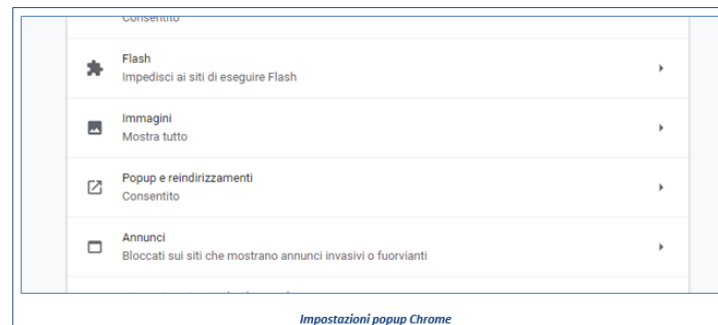 Consentito
Flash
Impedisci ai siti di eseguire Flash
Immagini
Mostra tutto
Popup e reindirizzamenti
Consentito
Annunci
Bloccati sui siti che mostrano annunci invasivi o fuorvianti
Impostazioni popup Chrome